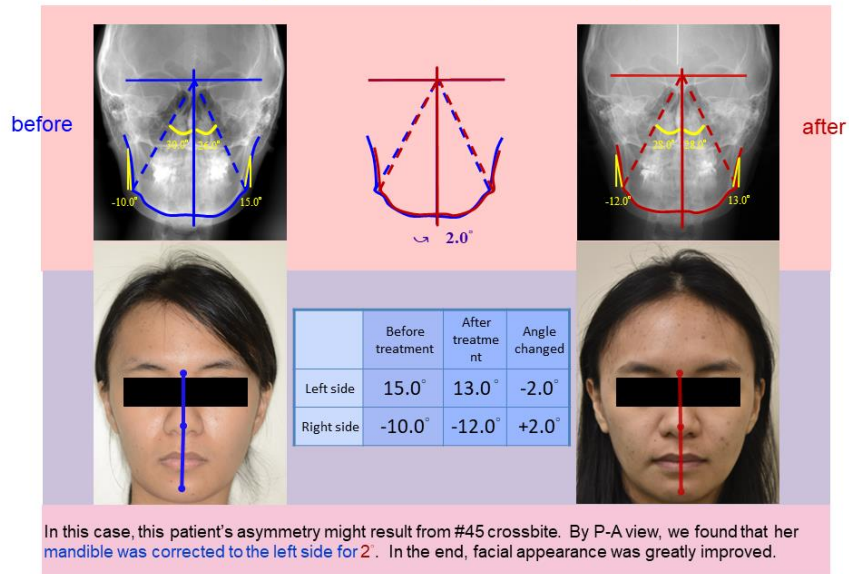 before
after
30.0° 26.0°
-10.0° 15.0°
2.0°
28.0° 28.0°
-12.0° 13.0°
Before treatment After treatme nt Angle changed
Left side 15.0° 13.0° -2.0°
Right side -10.0° -12.0° +2.0°
In this case, this patient's asymmetry might result from #45 crossbite. By P-A view, we found that her
mandible was corrected to the left side for 2°. In the end, facial appearance was greatly improved.